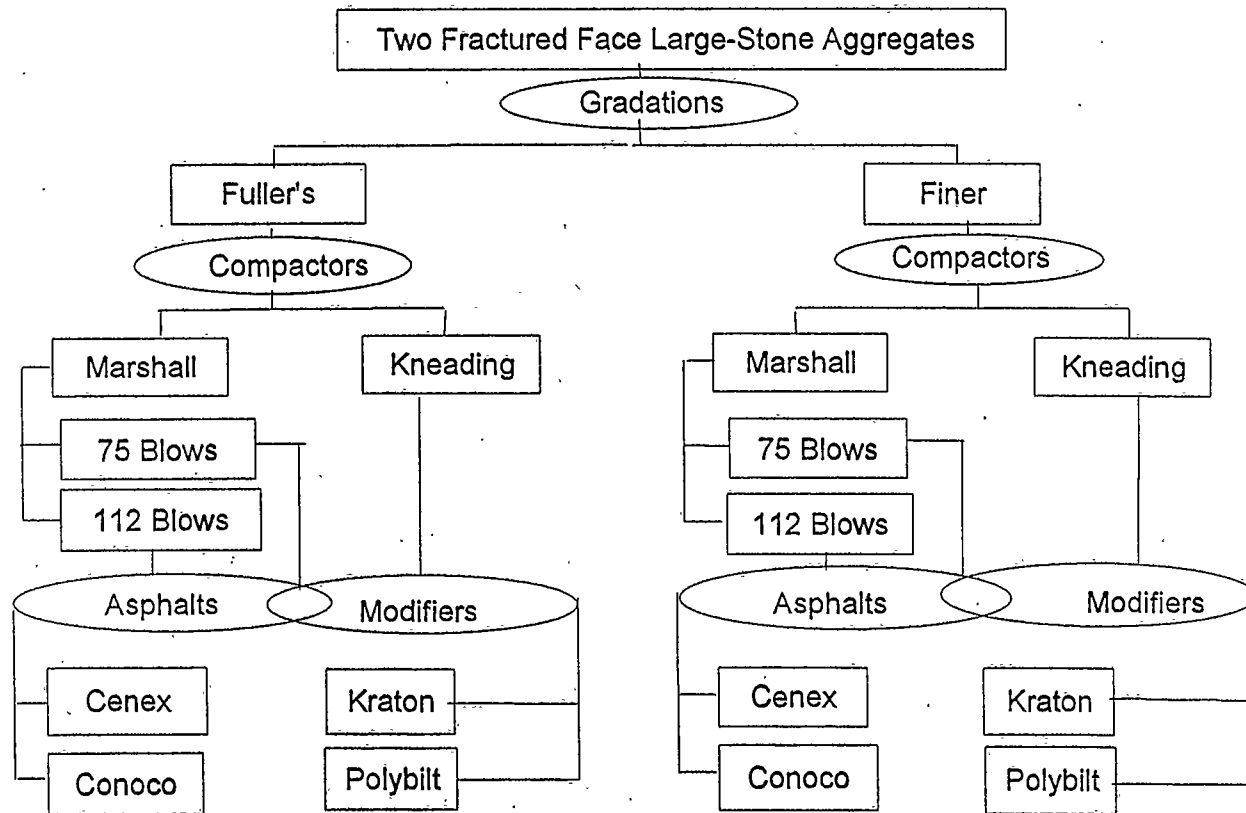 Two Fractured Face Large-Stone Aggregates
Gradations
Fuller's
Finer
Compactors
Compactors
Marshall
Kneading
Marshall
Kneading
75 Blows
75 Blows
112 Blows
112 Blows
Asphalts
Modifiers
Asphalts
Modifiers
Cenex
Kraton
Cenex
Kraton
Conoco
Polybilt
Conoco
Polybilt